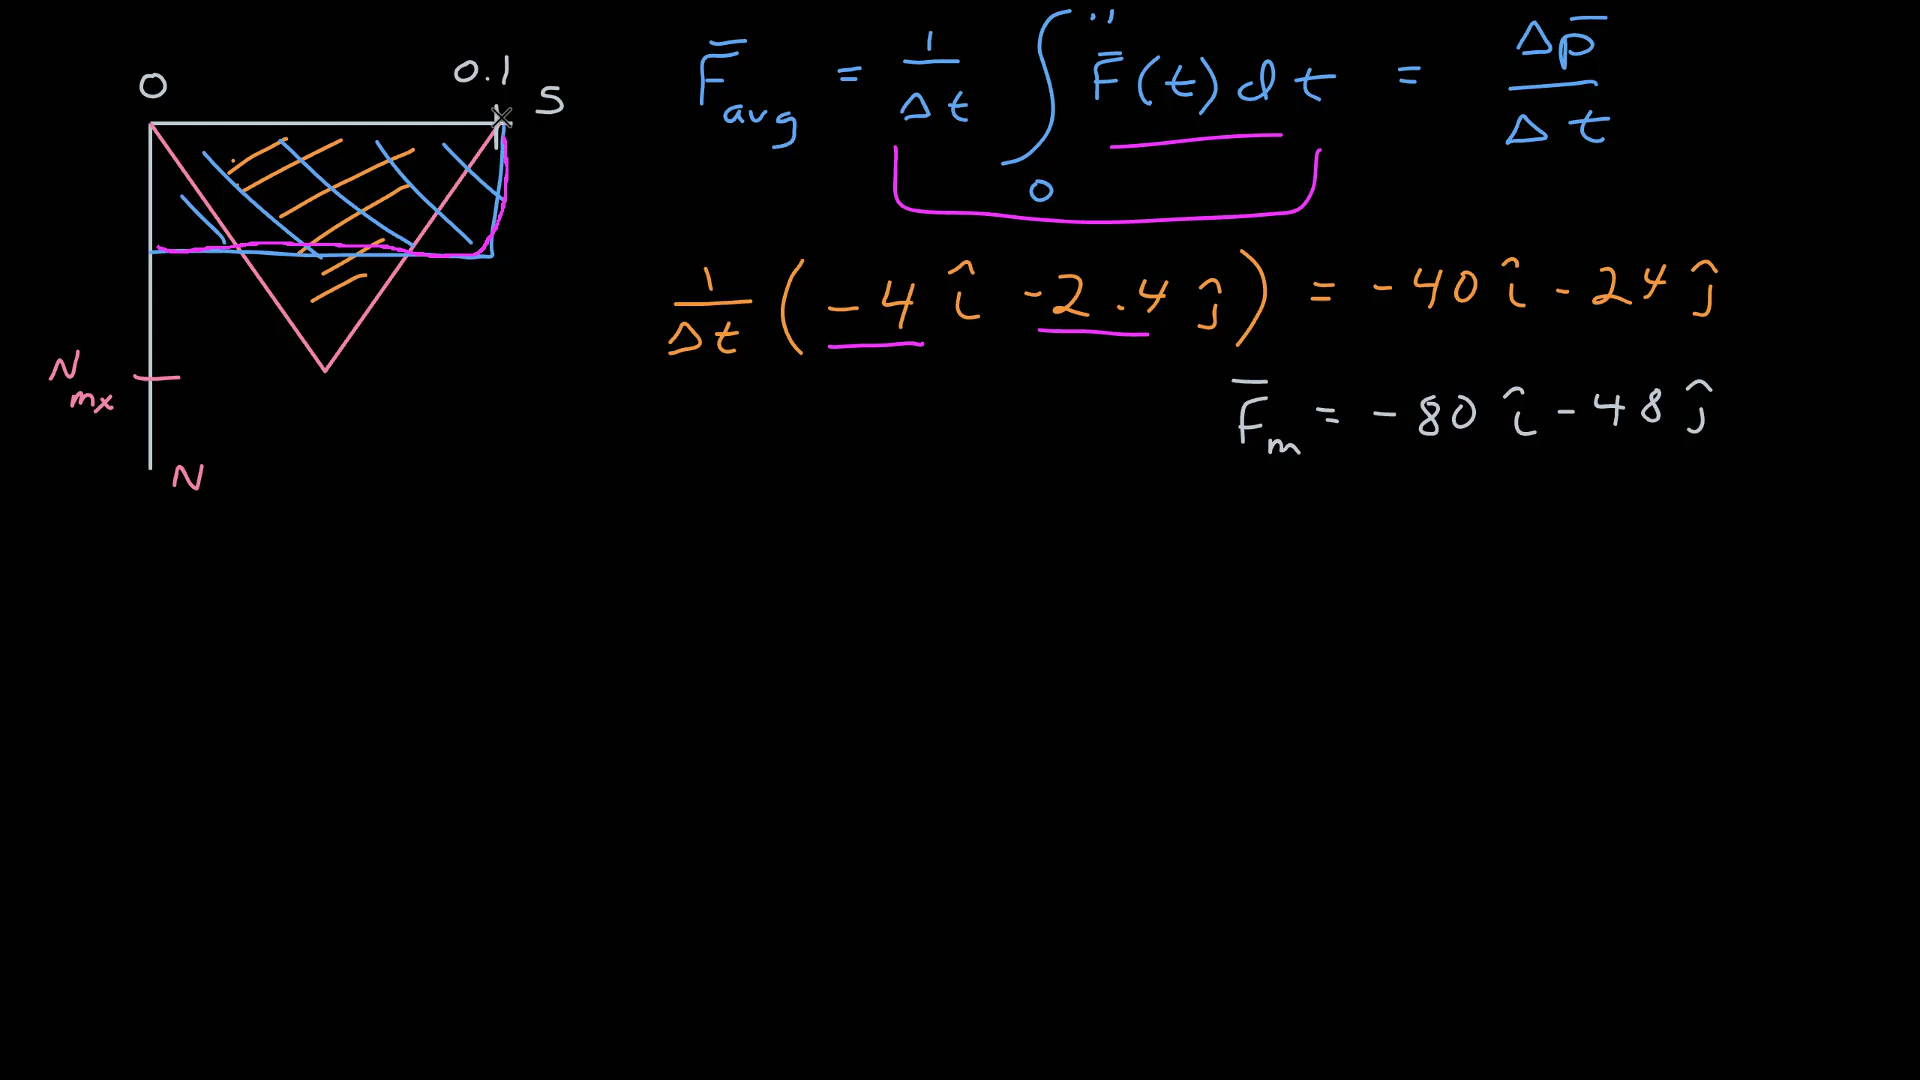 0 0.1 s
N mx
N
F̄avg = 1/Δt ∫₀ F̄(t) dt = Δp̄/Δt
1/Δt (-4 î -2.4 ĵ) = -40 î - 24 ĵ
F̄m = -80 î - 48 ĵ